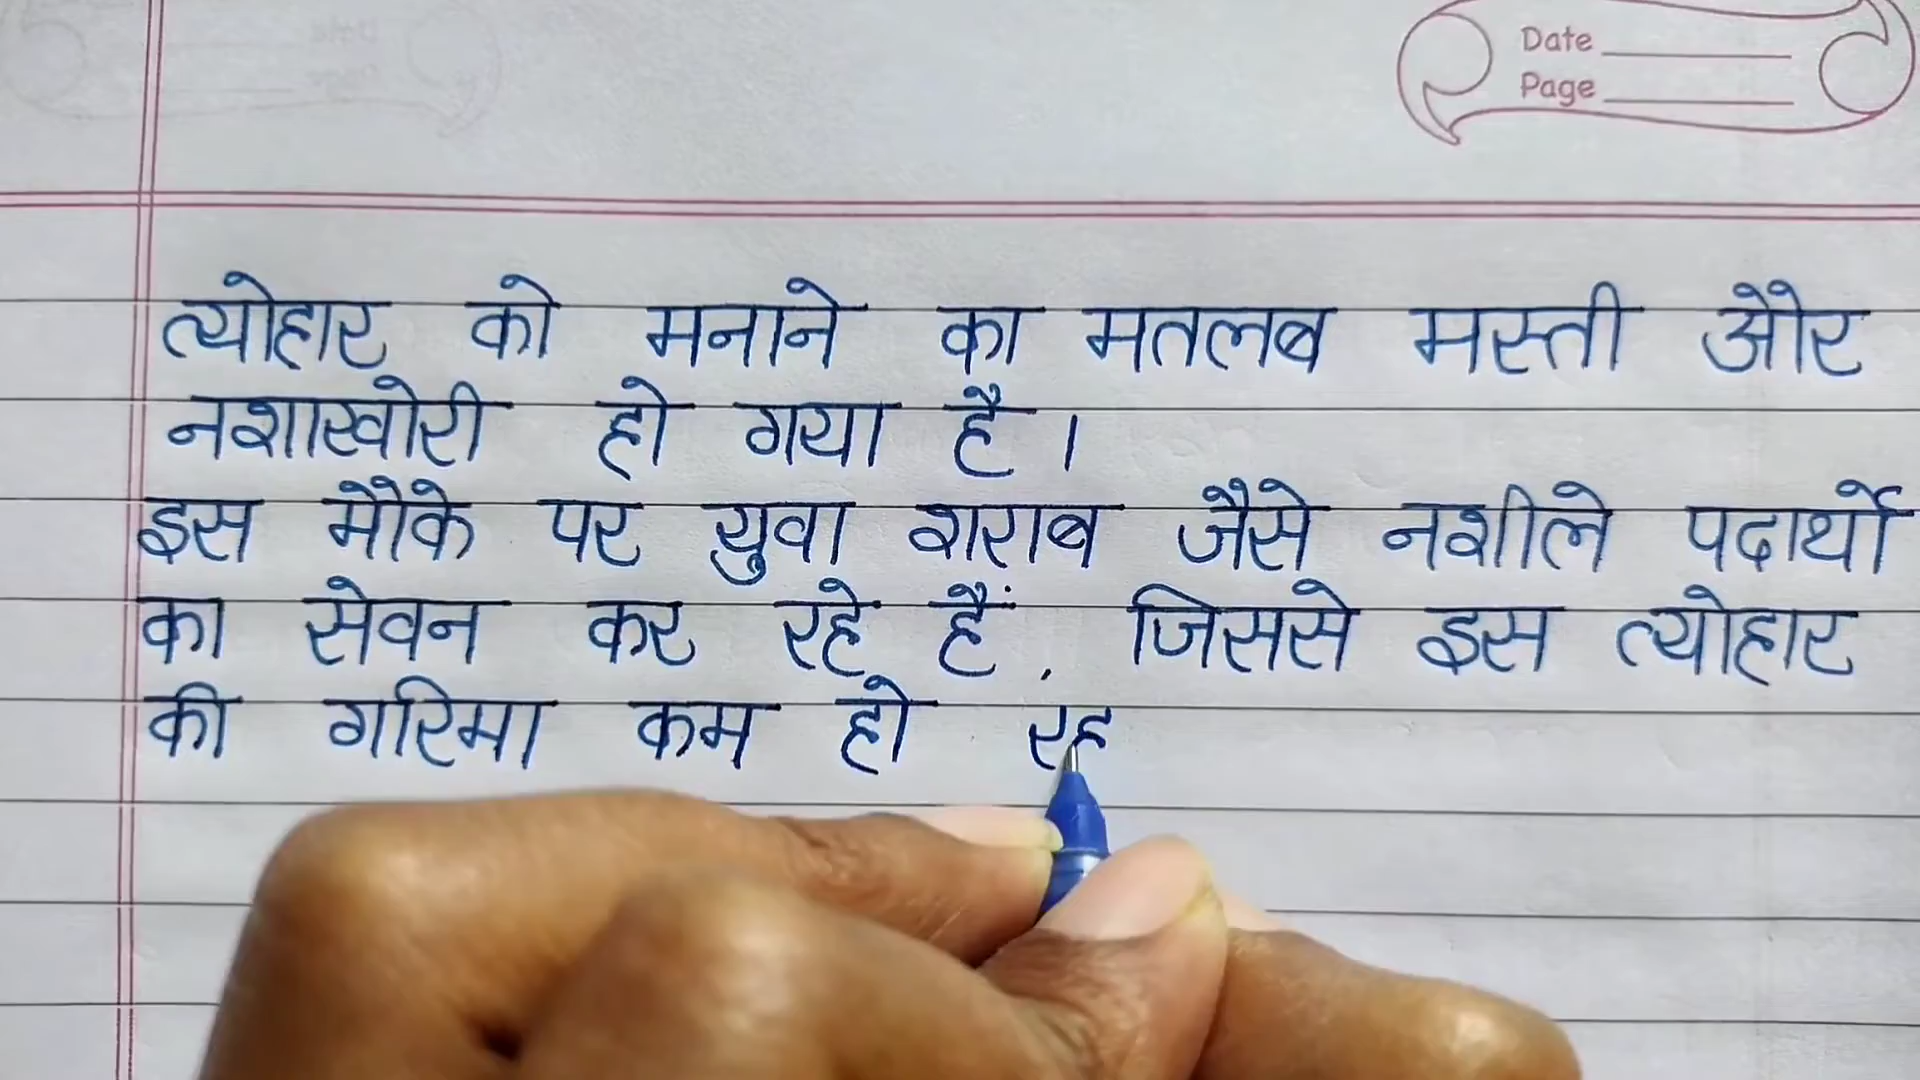 Date
Page
त्योहार को मनाने का मतलब मस्ती और
नशाखोरी हो गया है।
इस मौके पर युवा शराब जैसे नशीले पदार्थो
का सेवन कर रहे हैं, जिससे इस त्योहार
की गरिमा कम हो रह